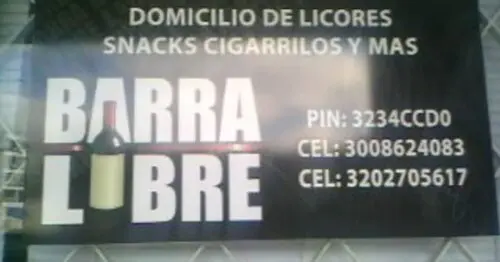 DOMICILIO DE LICORES
SNACKS CIGARRILOS Y MAS
BARRA
LIBRE
PIN: 3234CCD0
CEL: 3008624083
CEL: 3202705617